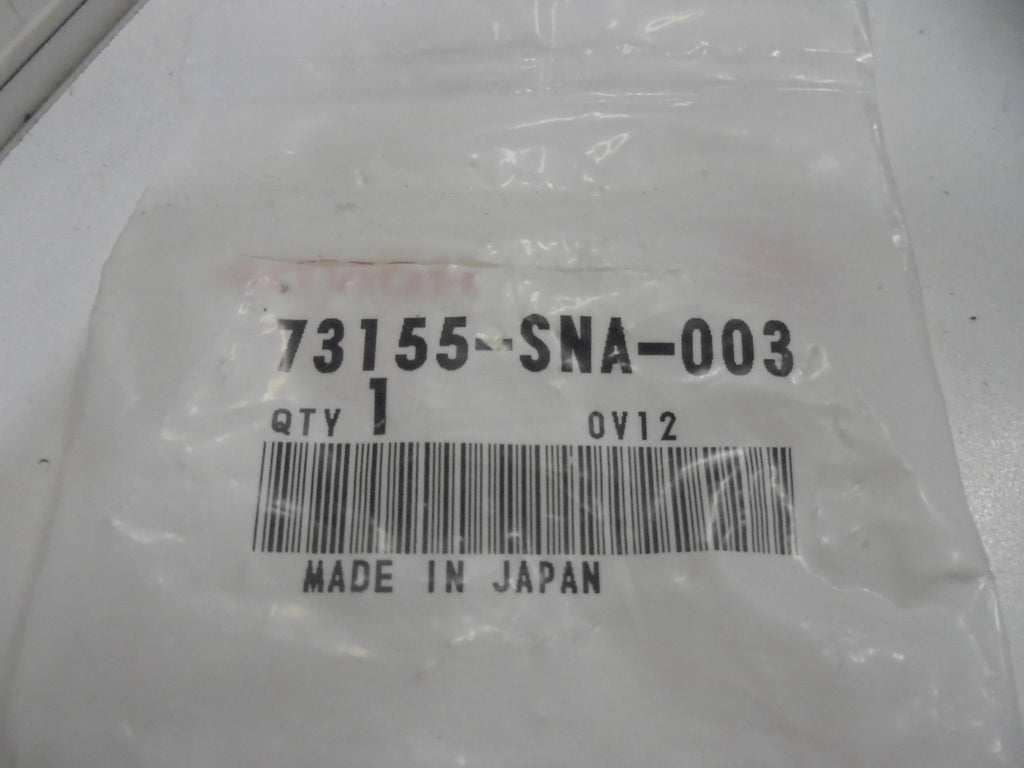 73155-SNA-003
QTY 1 0V12
MADE IN JAPAN